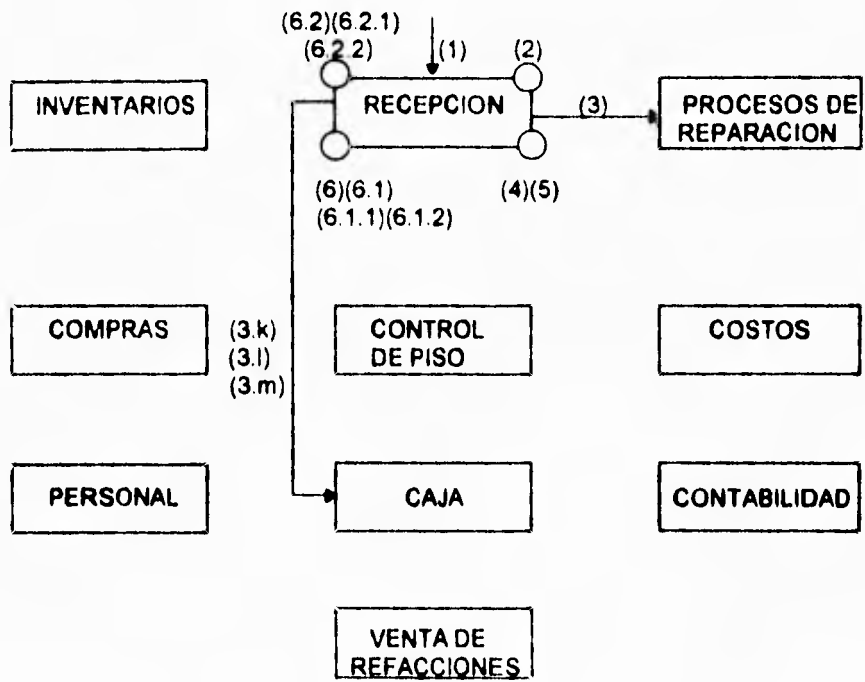 (6.2)(6.2.1)
(6.2.2)
(1)
(2)
INVENTARIOS
RECEPCION
(3)
PROCESOS DE
REPARACION
(6)(6.1)
(6.1.1)(6.1.2)
(4)(5)
COMPRAS
(3.k)
(3.l)
(3.m)
CONTROL
DE PISO
COSTOS
PERSONAL
CAJA
CONTABILIDAD
VENTA DE
REFACCIONES